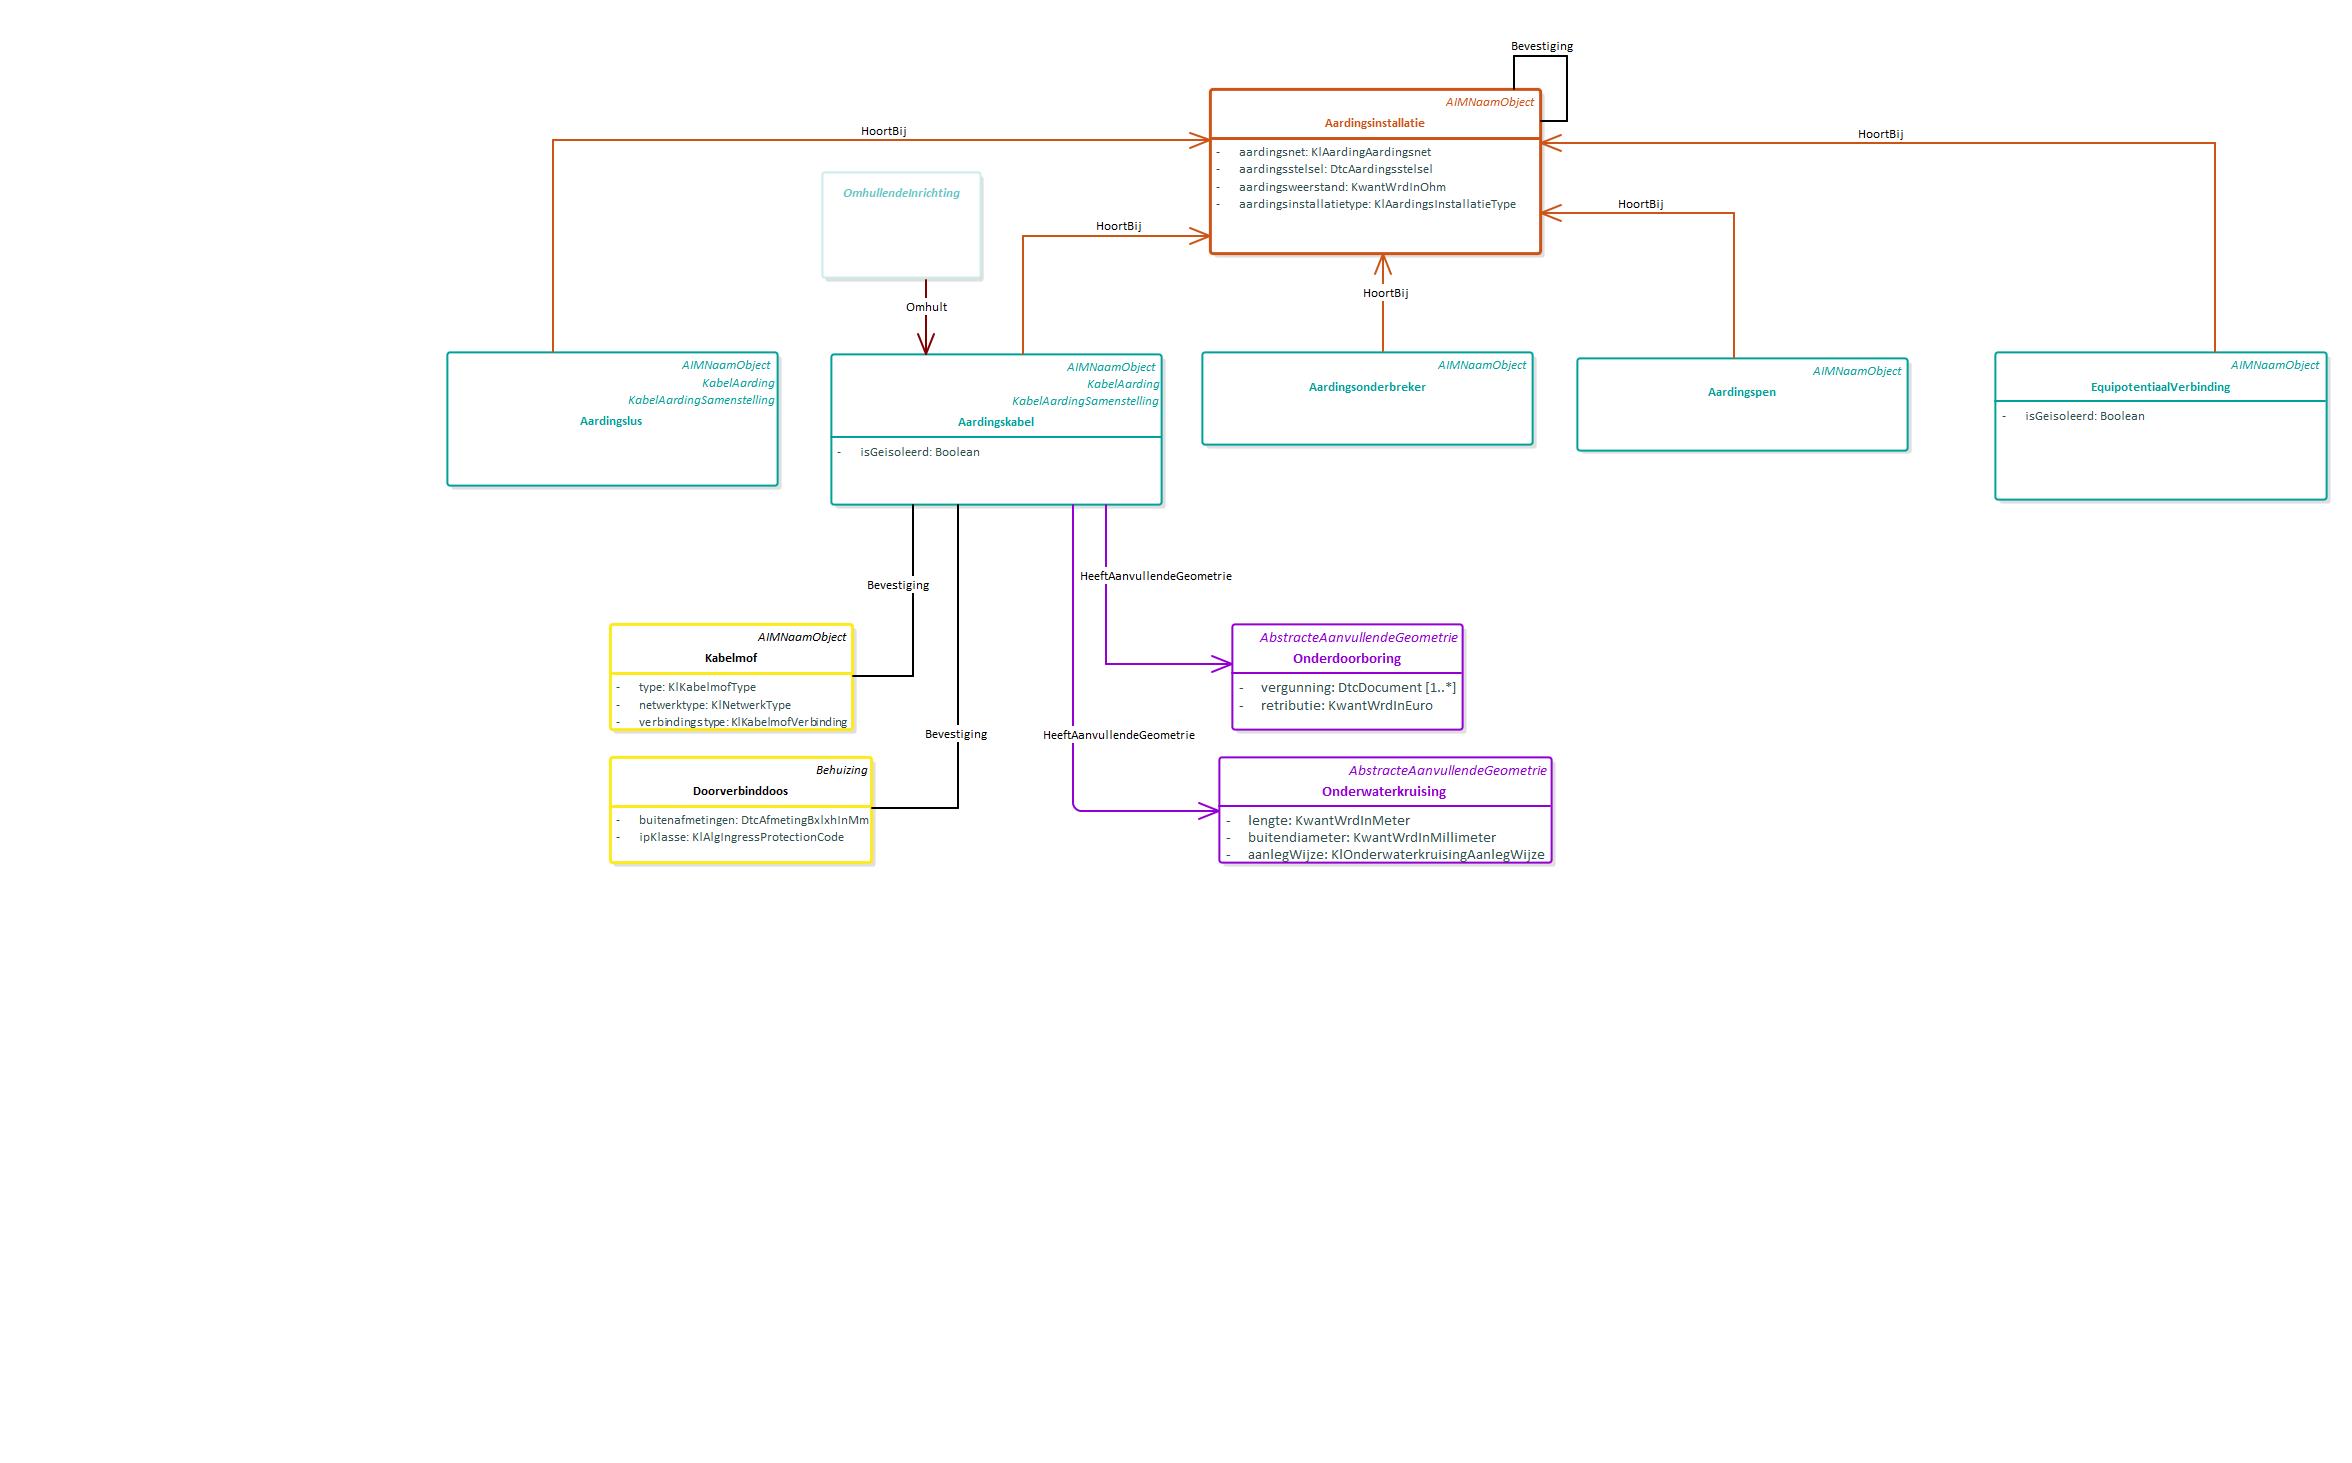 Bevestiging
AIMNaamObject
Aardingsinstallatie
- aardingsnet: KlAardingAardingsnet
- aardingsstelsel: DtcAardingsstelsel
- aardingsweerstand: KwantWrdInOhm
- aardingsinstallatietype: KlAardingsInstallatieType
HoortBij
HoortBij
OmhullendeInrichting
HoortBij
HoortBij
HoortBij
Omhult
AIMNaamObject
KabelAarding
KabelAardingSamenstelling
Aardingslus
AIMNaamObject
KabelAarding
KabelAardingSamenstelling
Aardingskabel
- isGeisoleerd: Boolean
AIMNaamObject
Aardingsonderbreker
AIMNaamObject
Aardingspen
AIMNaamObject
EquipotentiaalVerbinding
- isGeisoleerd: Boolean
Bevestiging
HeeftAanvullendeGeometrie
AIMNaamObject
Kabelmof
- type: KlKabelmofType
- netwerktype: KlNetwerkType
- verbindingstype: KlKabelmofVerbinding
AbstracteAanvullendeGeometrie
Onderdoorboring
- vergunning: DtcDocument [1..*]
- retributie: KwantWrdInEuro
Bevestiging
HeeftAanvullendeGeometrie
Behuizing
Doorverbinddoos
- buitenafmetingen: DtcAfmetingBxlxhInMm
- ipKlasse: KlAlgIngressProtectionCode
AbstracteAanvullendeGeometrie
Onderwaterkruising
- lengte: KwantWrdInMeter
- buitendiameter: KwantWrdInMillimeter
- aanlegWijze: KlOnderwaterkruisingAanlegWijze